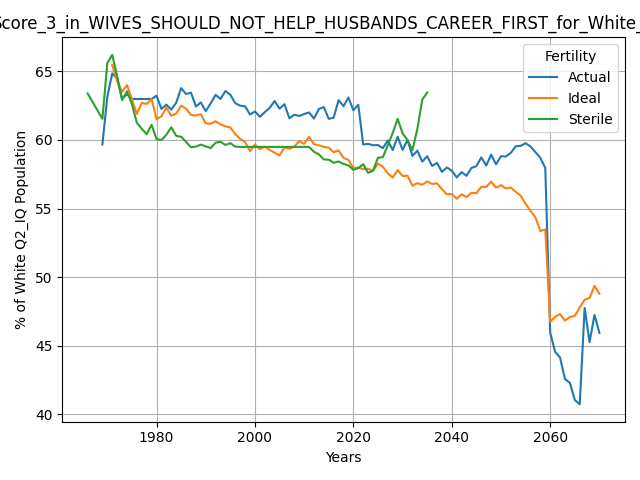 Score_3_in_WIVES_SHOULD_NOT_HELP_HUSBANDS_CAREER_FIRST_for_White_
Fertility
Actual
Ideal
Sterile
% of White Q2_IQ Population
65
60
55
50
45
40
1980
2000
2020
2040
2060
Years